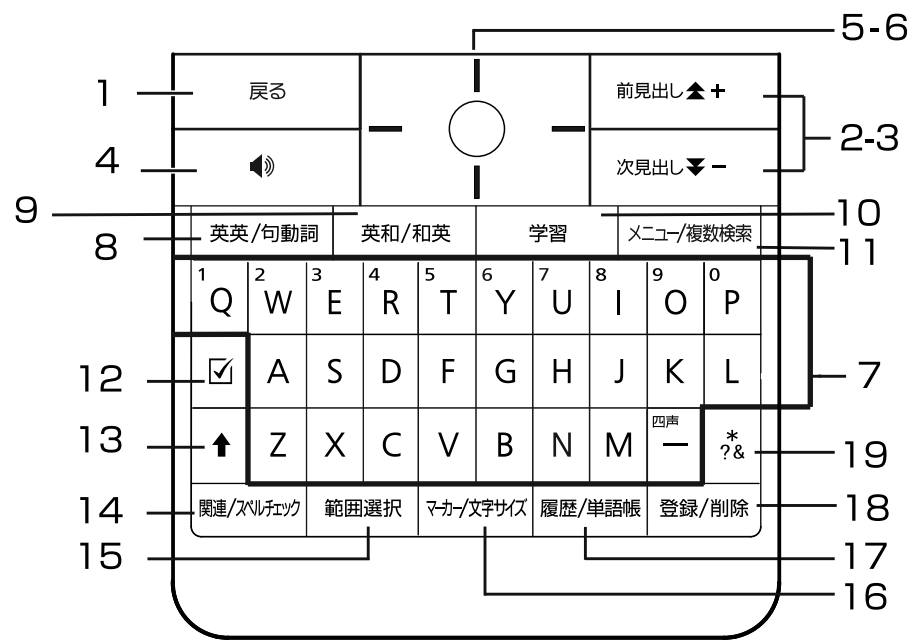 5-6
1
戻る
前見出し +
2-3
4
次見出し −
9
10
8
英英/句動詞
英和/和英
学習
メニュー/複数検索
11
1 2 3 4 5 6 7 8 9 0
Q W E R T Y U I O P
12
A S D F G H J K L
7
13
四声
Z X C V B N M ー
* ?&
19
14
関連/スペルチェック
範囲選択
マーカー/文字サイズ
履歴/単語帳
登録/削除
18
15
17
16